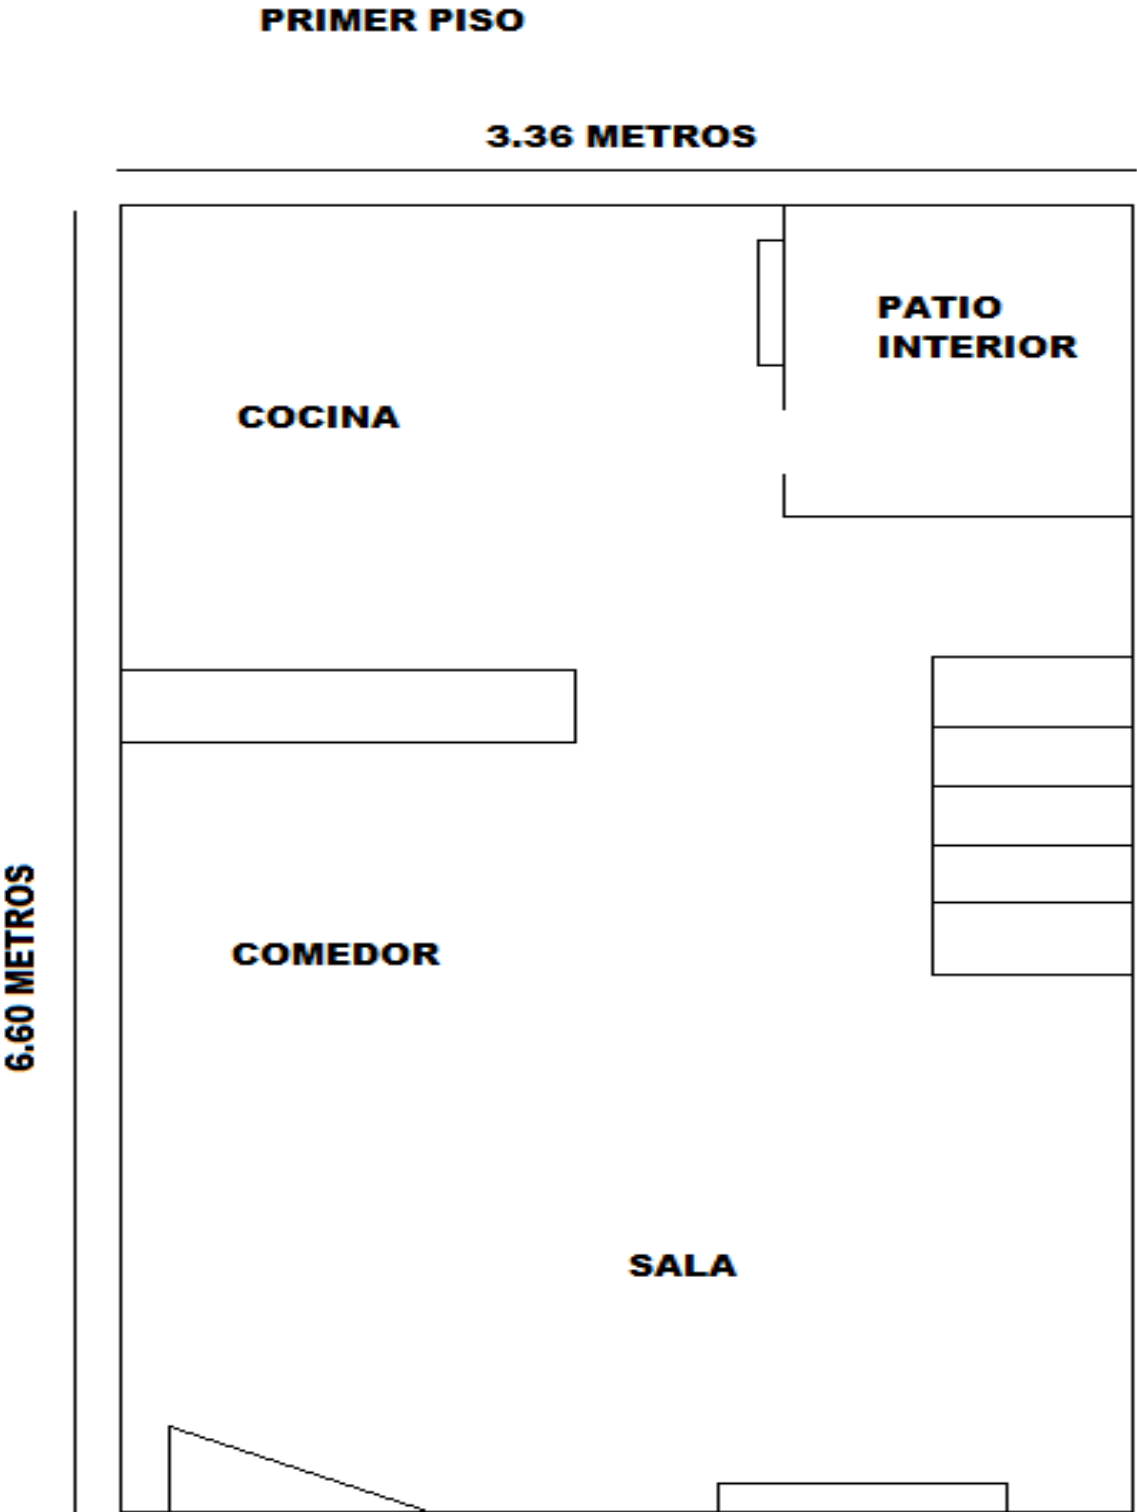 PRIMER PISO
3.36 METROS
PATIO
INTERIOR
COCINA
6.60 METROS
COMEDOR
SALA